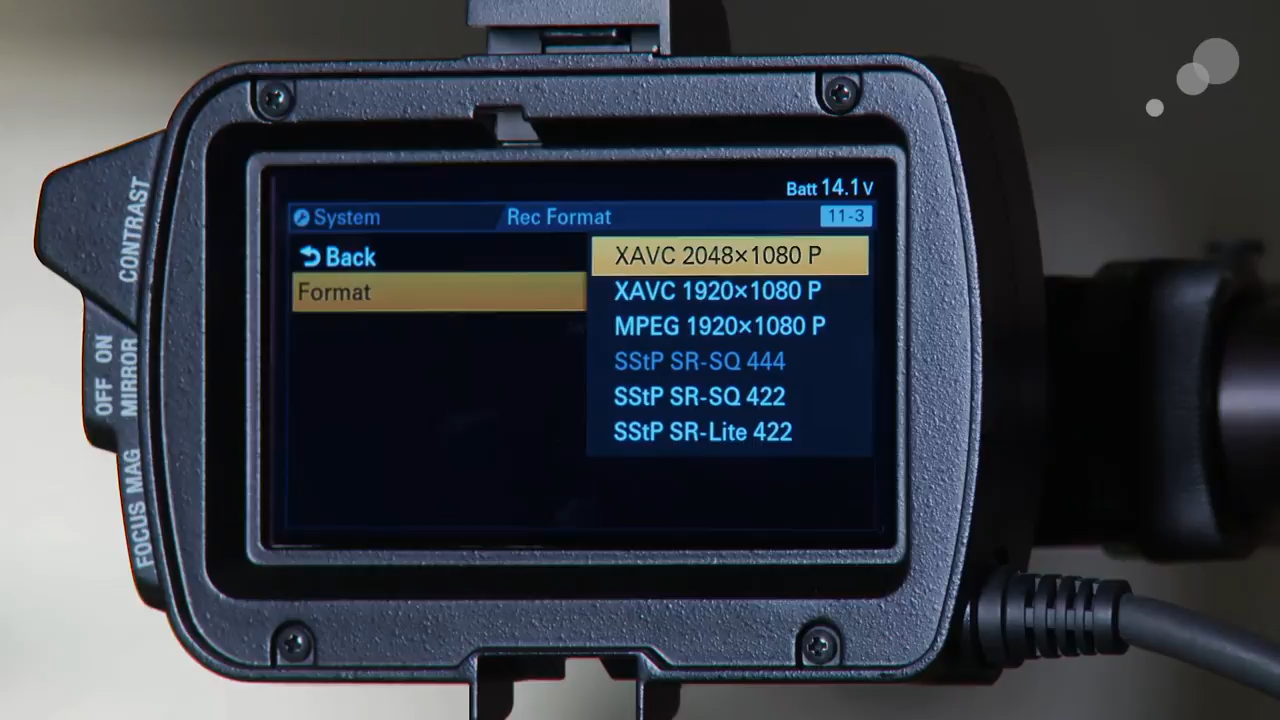 Batt 14.1V
System Rec Format 11-3
Back
Format
XAVC 2048×1080 P
XAVC 1920×1080 P
MPEG 1920×1080 P
SStP SR-SQ 444
SStP SR-SQ 422
SStP SR-Lite 422
CONTRAST
OFF ON
MIRROR
FOCUS MAG